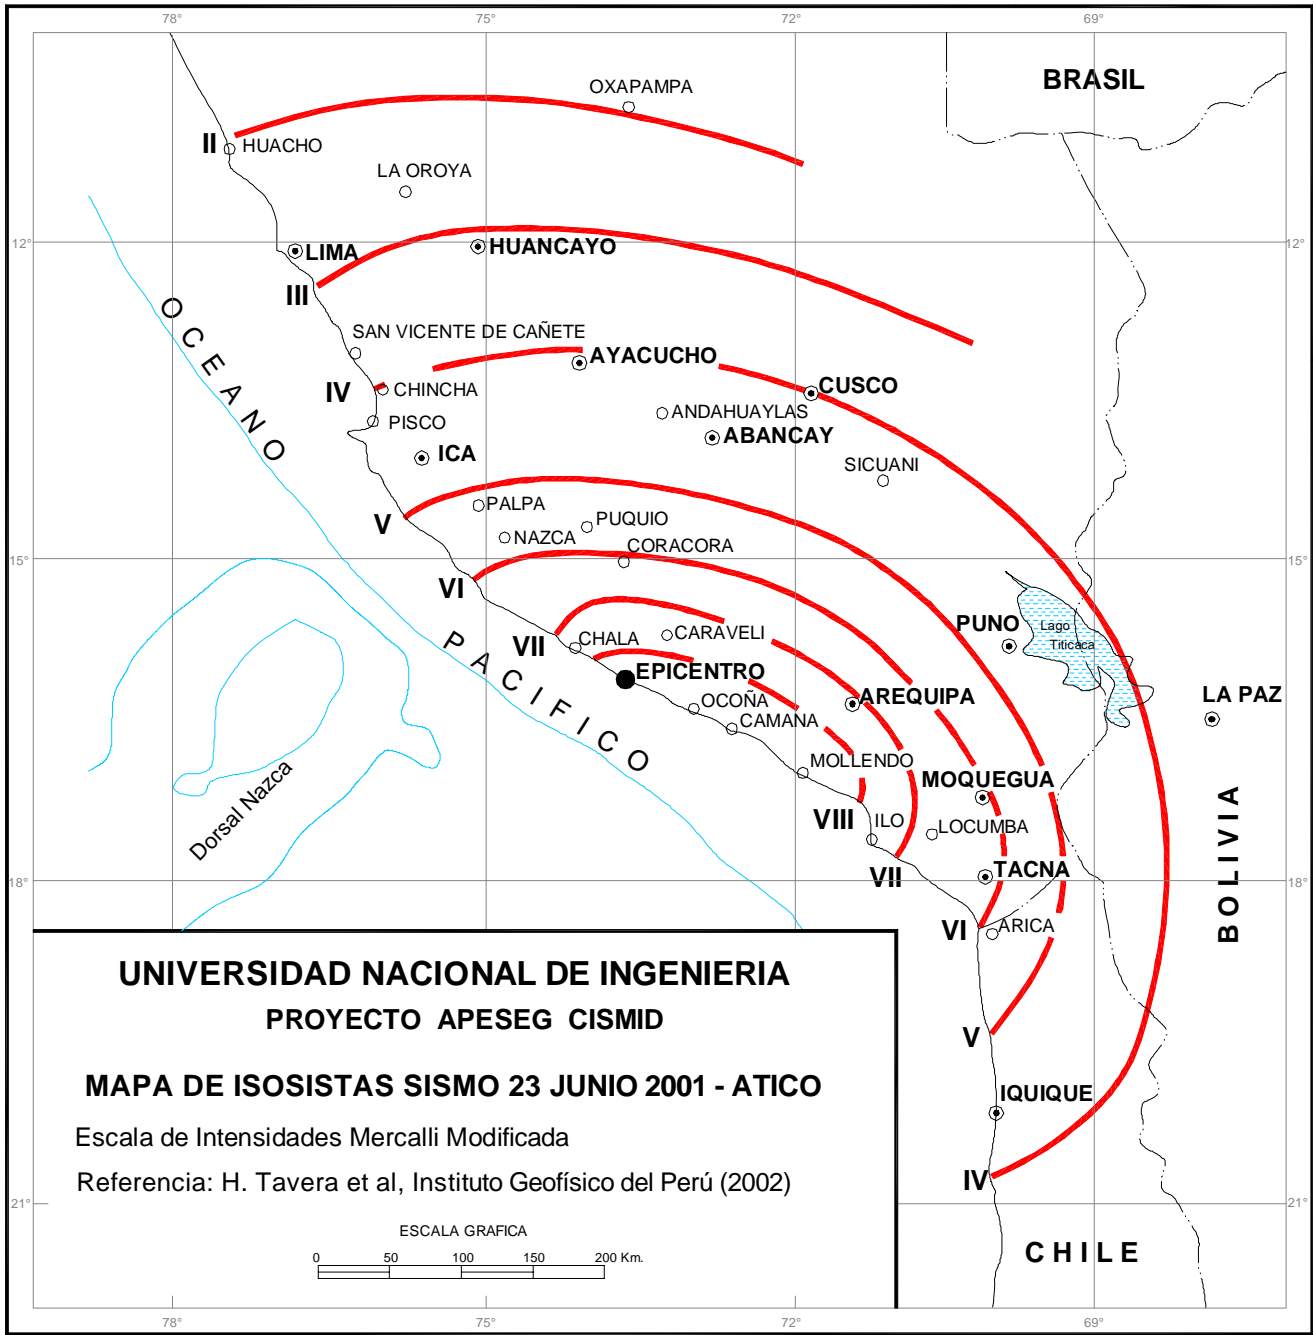 78°
75°
72°
69°
BRASIL
OXAPAMPA
II
HUACHO
LA OROYA
12°
LIMA
HUANCAYO
12°
III
OCEANO
SAN VICENTE DE CAÑETE
AYACUCHO
IV
CHINCHA
CUSCO
PISCO
ANDAHUAYLAS
ABANCAY
ICA
SICUANI
V
PALPA
PUQUIO
NAZCA
CORACORA
15°
15°
VI
PUNO
Lago
Titicaca
VII
CHALA
CARAVELI
PACIFICO
EPICENTRO
LA PAZ
OCOÑA
AREQUIPA
CAMANA
MOLLENDO
MOQUEGUA
Dorsal Nazca
VIII
ILO
LOCUMBA
BOLIVIA
VII
TACNA
18°
18°
VI
ARICA
UNIVERSIDAD NACIONAL DE INGENIERIA
PROYECTO APESEG CISMID
V
MAPA DE ISOSISTAS SISMO 23 JUNIO 2001 - ATICO
IQUIQUE
Escala de Intensidades Mercalli Modificada
Referencia: H. Tavera et al, Instituto Geofísico del Perú (2002)
IV
21°
21°
ESCALA GRAFICA
0 50 100 150 200 Km.
CHILE
78°
75°
72°
69°